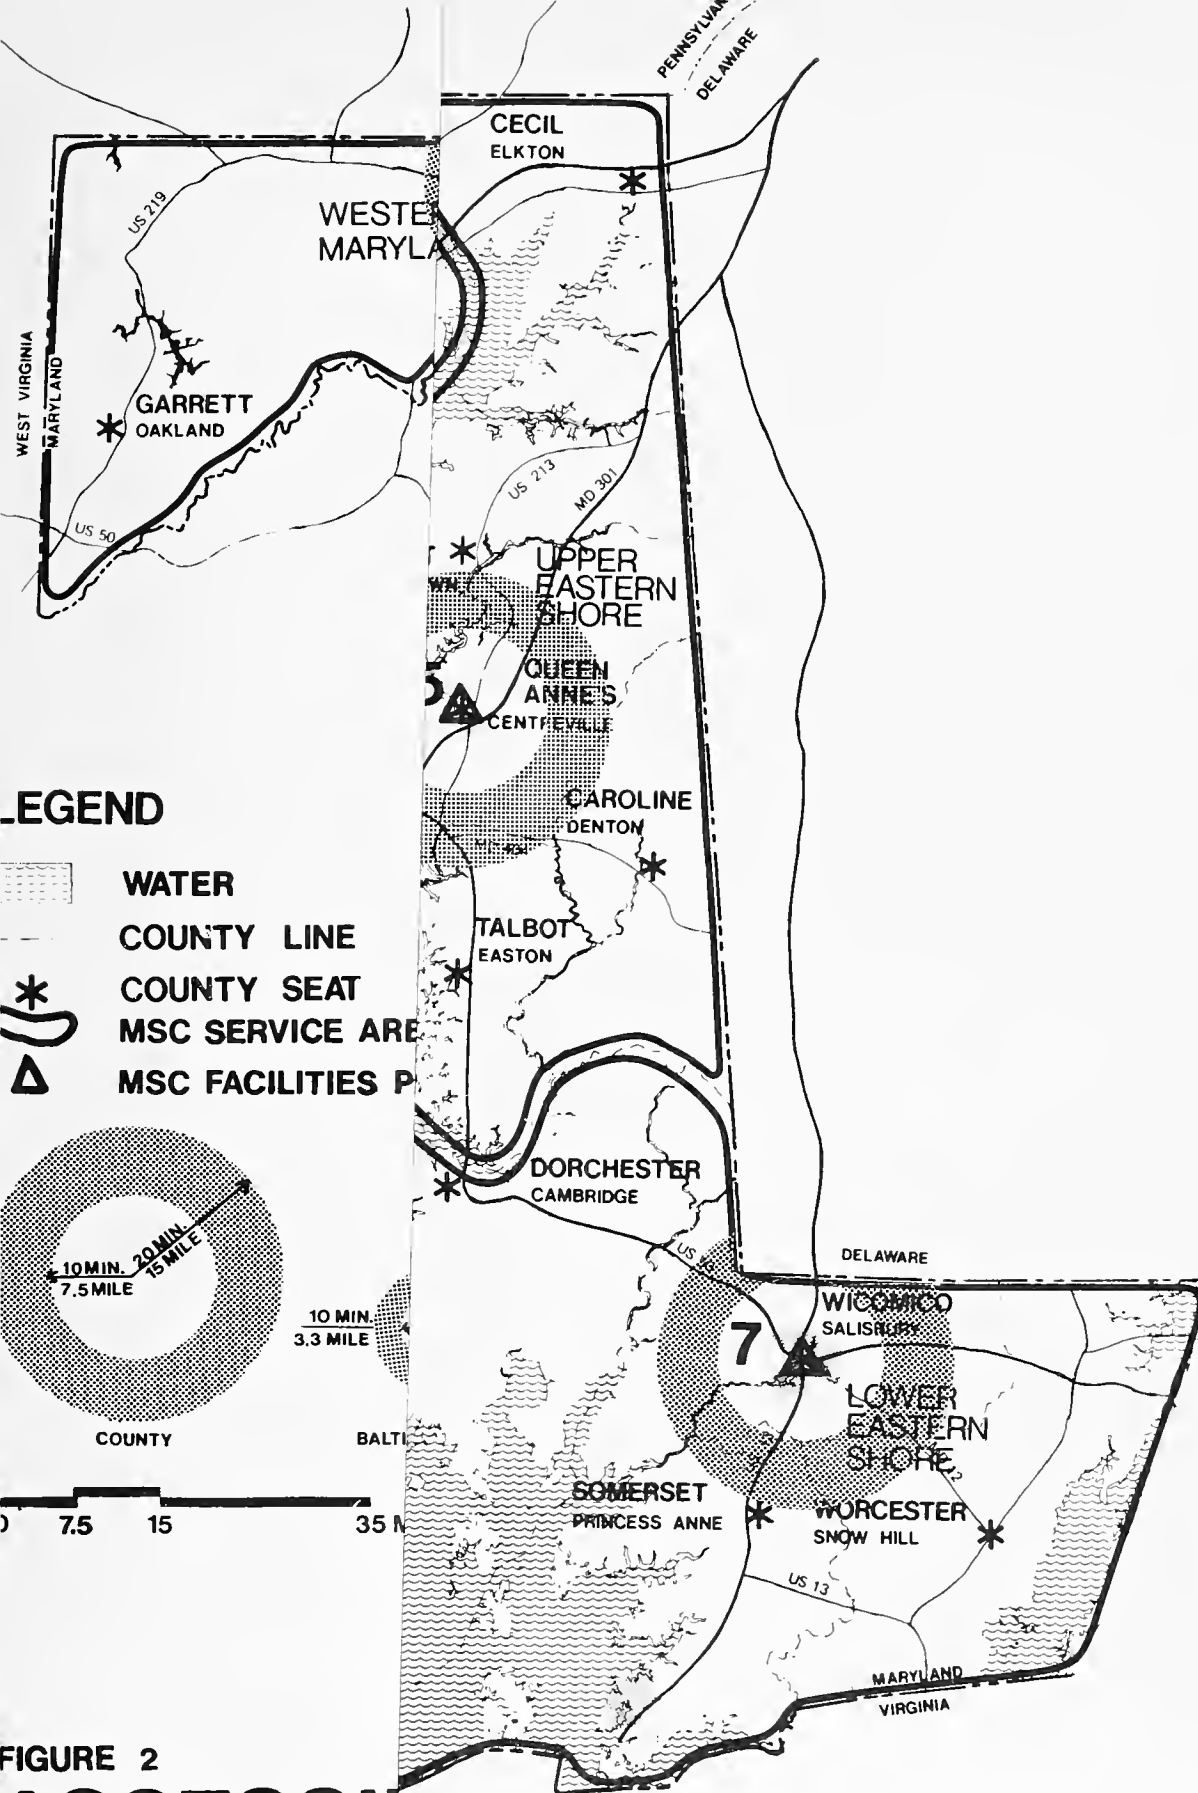 PENNSYLVAN
DELAWARE
CECIL
ELKTON
US 219
WESTE
MARYLA
WEST VIRGINIA
MARYLAND
GARRETT
OAKLAND
US 50
US 213
MD 301
UPPER
EASTERN
SHORE
WN
5
QUEEN
ANNE'S
CENTREVILLE
CAROLINE
DENTON
TALBOT
EASTON
LEGEND
WATER
COUNTY LINE
COUNTY SEAT
MSC SERVICE ARE
MSC FACILITIES P
DORCHESTER
CAMBRIDGE
10 MIN.
7.5 MILE
20 MIN.
15 MILE
10 MIN.
3.3 MILE
COUNTY
BALTI
0 7.5 15 35 M
DELAWARE
WICOMICO
SALISBURY
7
LOWER
EASTERN
SHORE
SOMERSET
PRINCESS ANNE
WORCESTER
SNOW HILL
US 13
MARYLAND
VIRGINIA
FIGURE 2